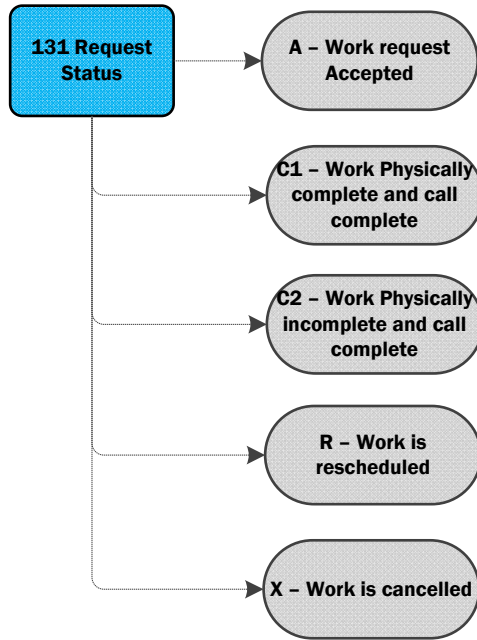 131 Request
Status
A – Work request
Accepted
C1 – Work Physically
complete and call
complete
C2 – Work Physically
incomplete and call
complete
R – Work is
rescheduled
X – Work is cancelled